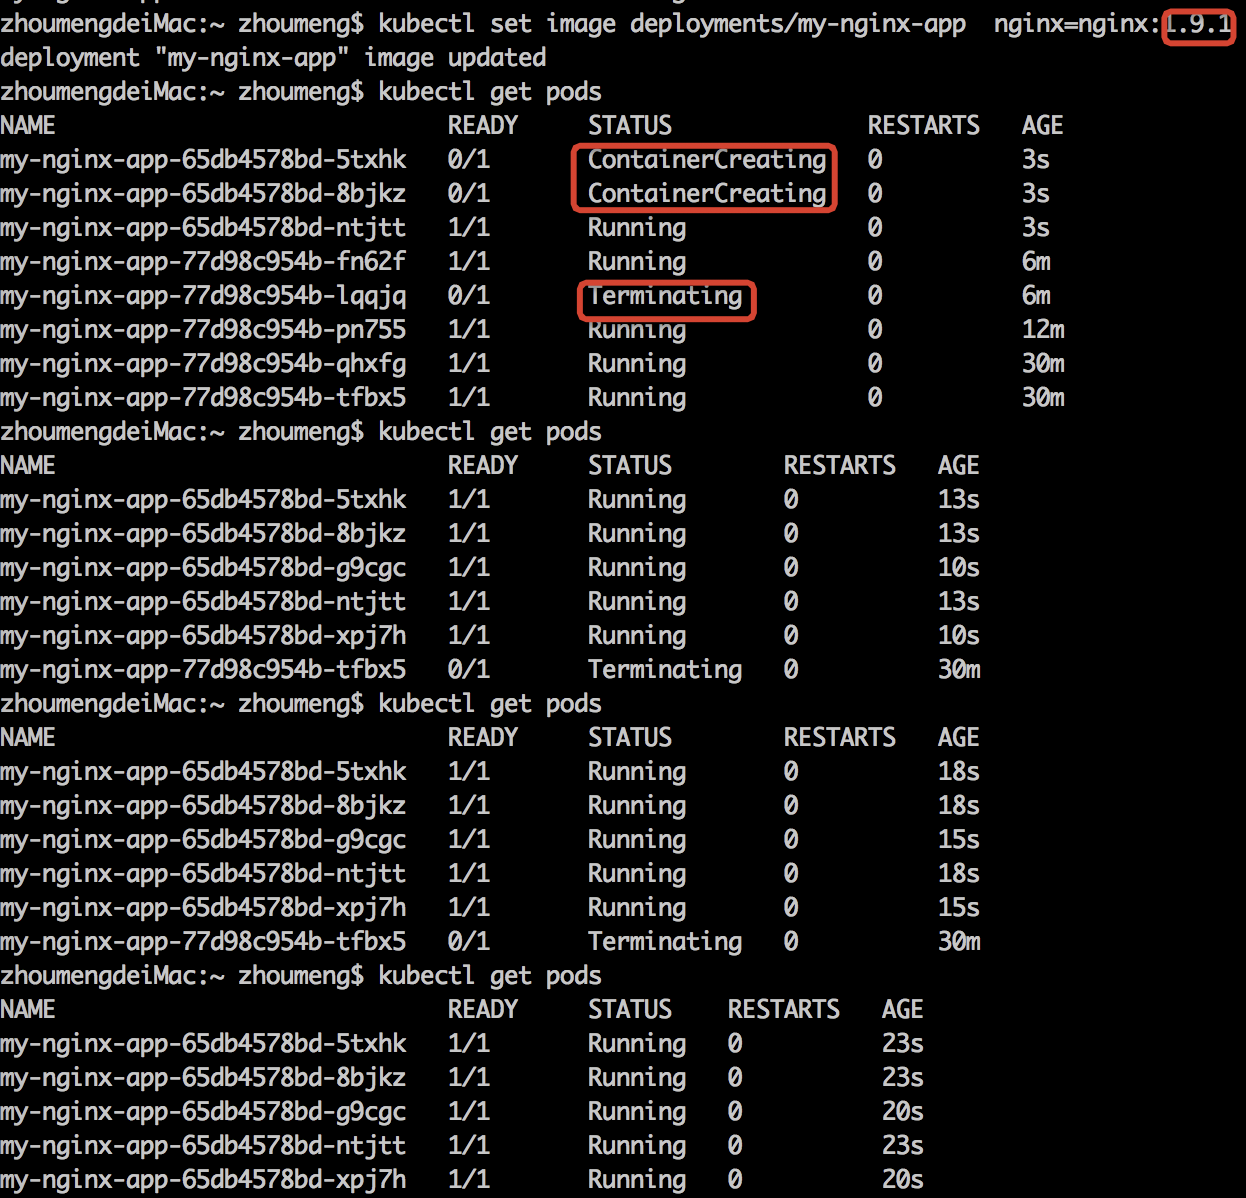 zhoumengdeiMac:~ zhoumeng$ kubectl set image deployments/my-nginx-app  nginx=nginx:1.9.1
deployment "my-nginx-app" image updated
zhoumengdeiMac:~ zhoumeng$ kubectl get pods
NAME                            READY     STATUS              RESTARTS   AGE
my-nginx-app-65db4578bd-5txhk   0/1       ContainerCreating   0          3s
my-nginx-app-65db4578bd-8bjkz   0/1       ContainerCreating   0          3s
my-nginx-app-65db4578bd-ntjtt   1/1       Running             0          3s
my-nginx-app-77d98c954b-fn62f   1/1       Running             0          6m
my-nginx-app-77d98c954b-lqqjq   0/1       Terminating         0          6m
my-nginx-app-77d98c954b-pn755   1/1       Running             0          12m
my-nginx-app-77d98c954b-qhxfg   1/1       Running             0          30m
my-nginx-app-77d98c954b-tfbx5   1/1       Running             0          30m
zhoumengdeiMac:~ zhoumeng$ kubectl get pods
NAME                            READY     STATUS        RESTARTS   AGE
my-nginx-app-65db4578bd-5txhk   1/1       Running       0          13s
my-nginx-app-65db4578bd-8bjkz   1/1       Running       0          13s
my-nginx-app-65db4578bd-g9cgc   1/1       Running       0          10s
my-nginx-app-65db4578bd-ntjtt   1/1       Running       0          13s
my-nginx-app-65db4578bd-xpj7h   1/1       Running       0          10s
my-nginx-app-77d98c954b-tfbx5   0/1       Terminating   0          30m
zhoumengdeiMac:~ zhoumeng$ kubectl get pods
NAME                            READY     STATUS        RESTARTS   AGE
my-nginx-app-65db4578bd-5txhk   1/1       Running       0          18s
my-nginx-app-65db4578bd-8bjkz   1/1       Running       0          18s
my-nginx-app-65db4578bd-g9cgc   1/1       Running       0          15s
my-nginx-app-65db4578bd-ntjtt   1/1       Running       0          18s
my-nginx-app-65db4578bd-xpj7h   1/1       Running       0          15s
my-nginx-app-77d98c954b-tfbx5   0/1       Terminating   0          30m
zhoumengdeiMac:~ zhoumeng$ kubectl get pods
NAME                            READY     STATUS    RESTARTS   AGE
my-nginx-app-65db4578bd-5txhk   1/1       Running   0          23s
my-nginx-app-65db4578bd-8bjkz   1/1       Running   0          23s
my-nginx-app-65db4578bd-g9cgc   1/1       Running   0          20s
my-nginx-app-65db4578bd-ntjtt   1/1       Running   0          23s
my-nginx-app-65db4578bd-xpj7h   1/1       Running   0          20s